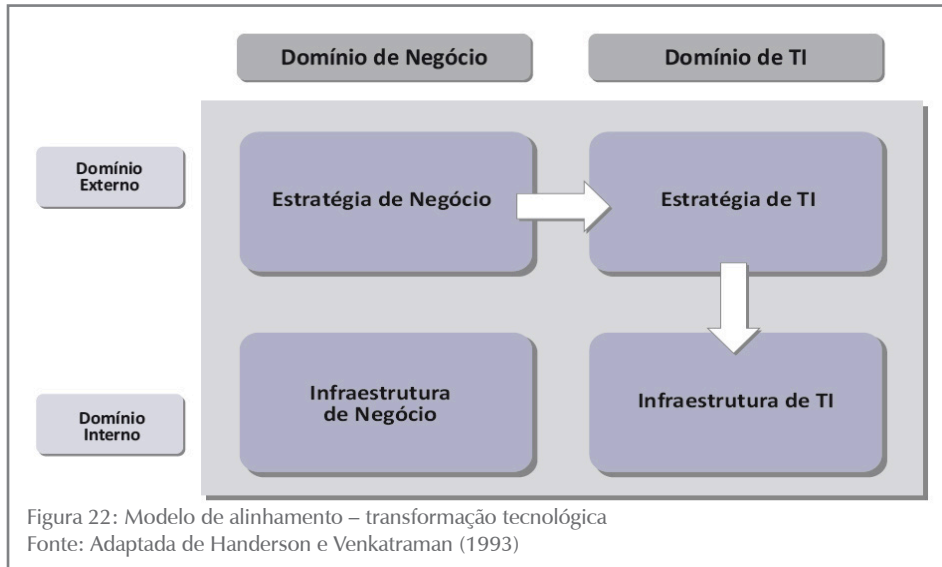 Domínio de Negócio
Domínio de TI
Domínio
Externo
Estratégia de Negócio
Estratégia de TI
Domínio
Interno
Infraestrutura
de Negócio
Infraestrutura de TI
Figura 22: Modelo de alinhamento – transformação tecnológica
Fonte: Adaptada de Handerson e Venkatraman (1993)